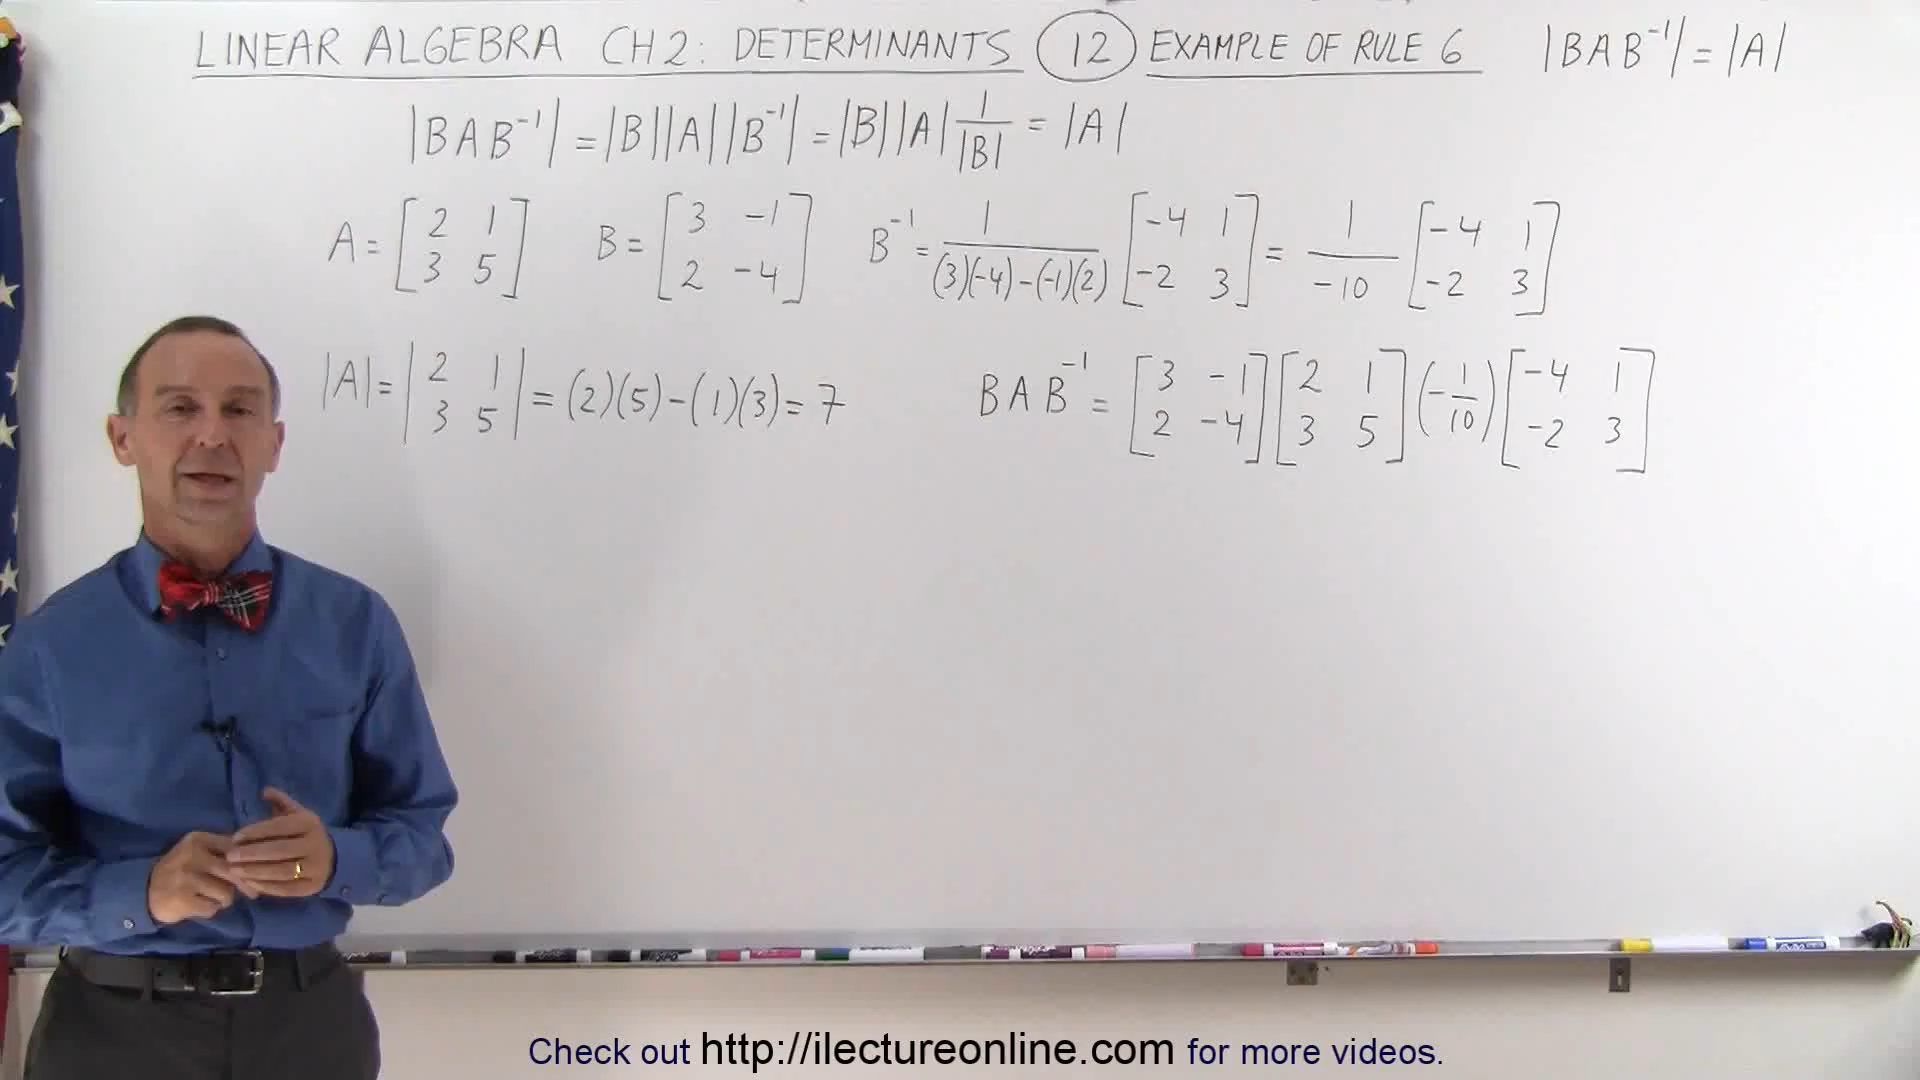 LINEAR ALGEBRA CH 2: DETERMINANTS (12) EXAMPLE OF RULE 6 |BAB⁻¹| = |A|
|BAB⁻¹| = |B||A||B⁻¹| = |B||A| 1/|B| = |A|
A = [2 1; 3 5] B = [3 -1; 2 -4] B⁻¹ = 1/((3)(-4)-(-1)(2)) [-4 1; -2 3] = 1/-10 [-4 1; -2 3]
|A| = |2 1; 3 5| = (2)(5)-(1)(3) = 7 BAB⁻¹ = [3 -1; 2 -4][2 1; 3 5](-1/10)[-4 1; -2 3]
Check out http://ilectureonline.com for more videos.